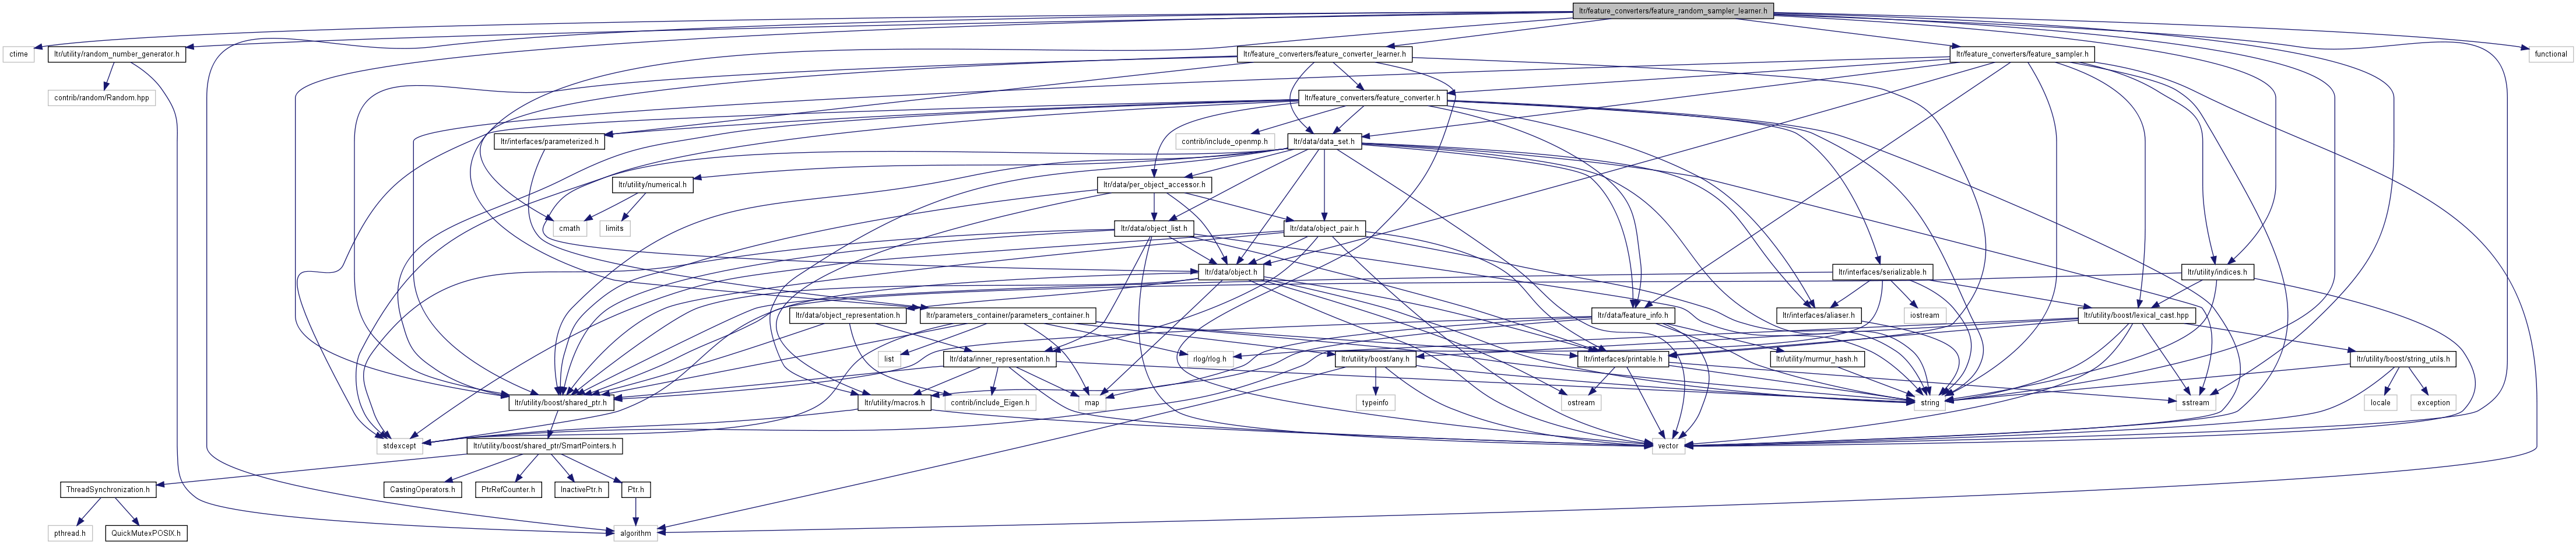 ltr/feature_converters/feature_random_sampler_learner.h
ctime
ltr/utility/random_number_generator.h
ltr/feature_converters/feature_converter_learner.h
ltr/feature_converters/feature_sampler.h
functional
contrib/random/Random.hpp
ltr/feature_converters/feature_converter.h
ltr/interfaces/parameterized.h
contrib/include_openmp.h
ltr/data/data_set.h
ltr/utility/numerical.h
ltr/data/per_object_accessor.h
cmath
limits
ltr/data/object_list.h
ltr/data/object_pair.h
ltr/data/object.h
ltr/interfaces/serializable.h
ltr/utility/indices.h
ltr/data/object_representation.h
ltr/parameters_container/parameters_container.h
ltr/data/feature_info.h
ltr/interfaces/aliaser.h
iostream
ltr/utility/boost/lexical_cast.hpp
list
ltr/data/inner_representation.h
rlog/rlog.h
ltr/utility/boost/any.h
ltr/interfaces/printable.h
ltr/utility/murmur_hash.h
ltr/utility/boost/string_utils.h
ltr/utility/boost/shared_ptr.h
ltr/utility/macros.h
contrib/include_Eigen.h
map
typeinfo
ostream
string
sstream
locale
exception
stdexcept
ltr/utility/boost/shared_ptr/SmartPointers.h
vector
ThreadSynchronization.h
CastingOperators.h
PtrRefCounter.h
InactivePtr.h
Ptr.h
pthread.h
QuickMutexPOSIX.h
algorithm